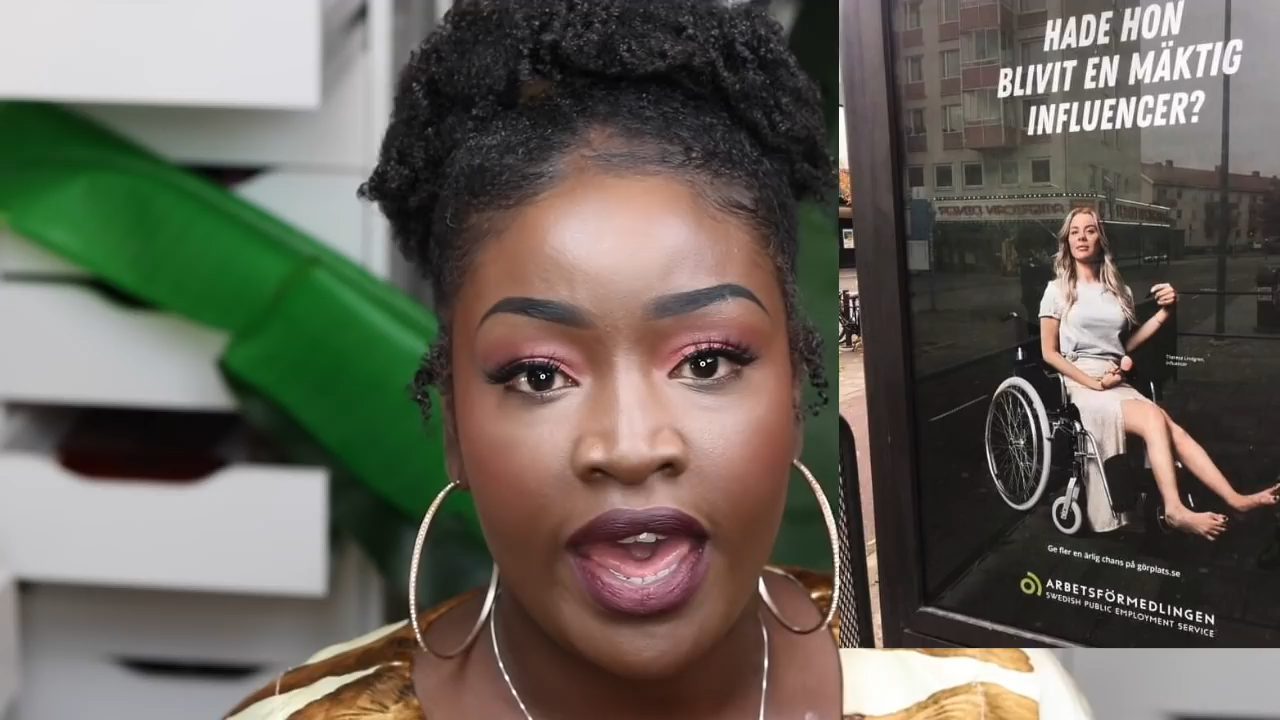 HADE HON
BLIVIT EN MÄKTIG
INFLUENCER?
Therese Lindgren,
Influencer
Ge fler en ärlig chans på görplats.se
ARBETSFÖRMEDLINGEN
SWEDISH PUBLIC EMPLOYMENT SERVICE